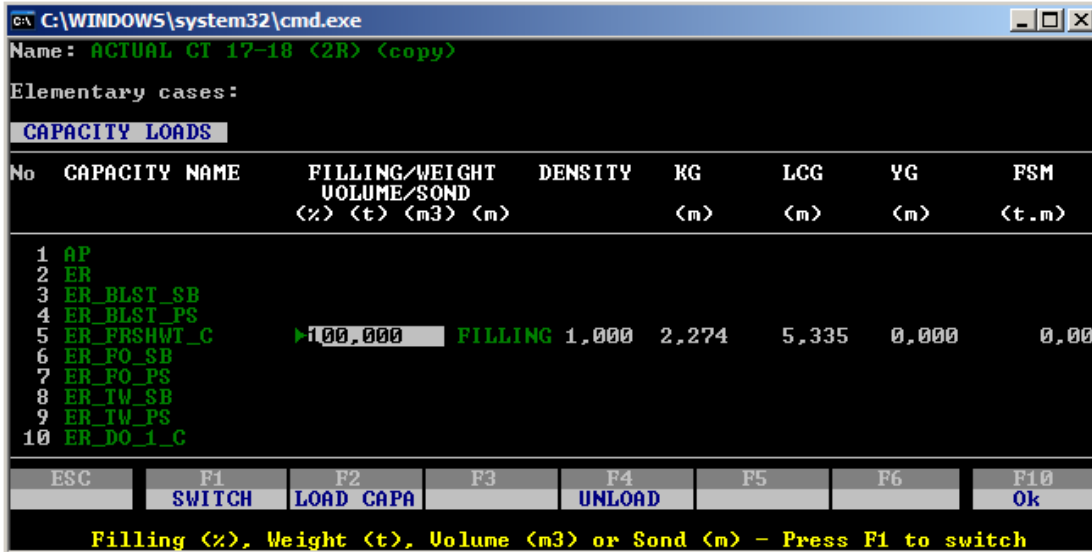 C:\WINDOWS\system32\cmd.exe
Name: ACTUAL CT 17-18 (2R) (copy)
Elementary cases:
CAPACITY LOADS
No CAPACITY NAME FILLING/WEIGHT DENSITY KG LCG YG FSM
VOLUME/SOND
(%) (t) (m3) (m) (m) (m) (m) (t.m)
1 AP
2 ER
3 ER_BLST_SB
4 ER_BLST_PS
5 ER_FRSHWT_C 100,000 FILLING 1,000 2,274 5,335 0,000 0,00
6 ER_FO_SB
7 ER_FO_PS
8 ER_TW_SB
9 ER_TW_PS
10 ER_DO_1_C
ESC F1 F2 F3 F4 F5 F6 F10
SWITCH LOAD CAPA UNLOAD Ok
Filling (%), Weight (t), Volume (m3) or Sond (m) - Press F1 to switch